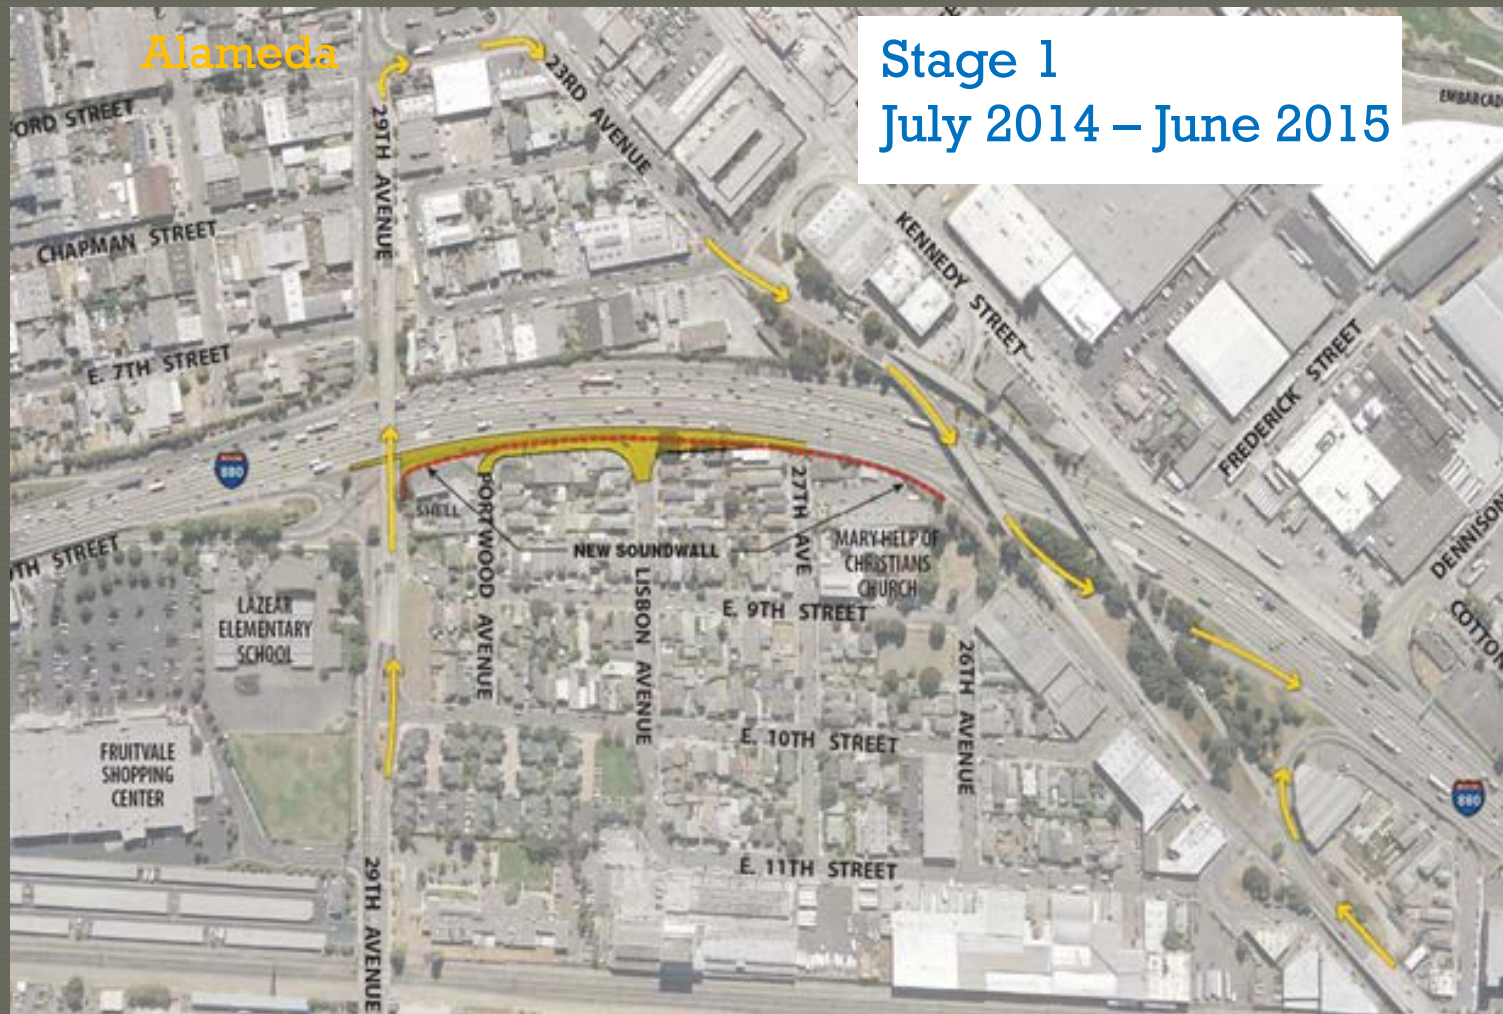 Alameda
Stage 1
July 2014 – June 2015
EMBARCAD
23RD AVENUE
ORD STREET
29TH AVENUE
CHAPMAN STREET
KENNEDY STREET
E. 7TH STREET
FREDERICK STREET
880
SHELL
PORTWOOD AVENUE
27TH AVE
NEW SOUNDWALL
MARY HELP OF
CHRISTIANS
CHURCH
DENNISON
TH STREET
LAZEAR
ELEMENTARY
SCHOOL
LISBON AVENUE
E. 9TH STREET
COTTON
26TH AVENUE
E. 10TH STREET
FRUITVALE
SHOPPING
CENTER
880
29TH AVENUE
E. 11TH STREET